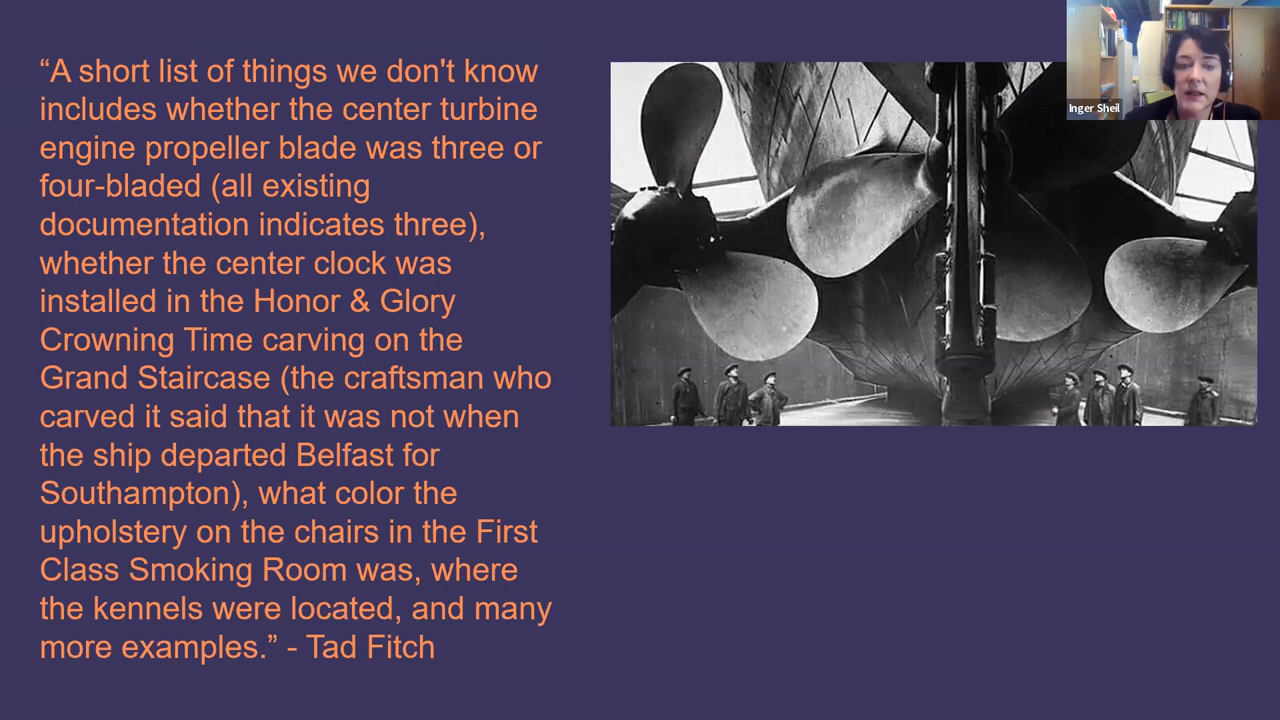 “A short list of things we don't know
includes whether the center turbine
engine propeller blade was three or
four-bladed (all existing
documentation indicates three),
whether the center clock was
installed in the Honor & Glory
Crowning Time carving on the
Grand Staircase (the craftsman who
carved it said that it was not when
the ship departed Belfast for
Southampton), what color the
upholstery on the chairs in the First
Class Smoking Room was, where
the kennels were located, and many
more examples.” - Tad Fitch
Inger Sheil